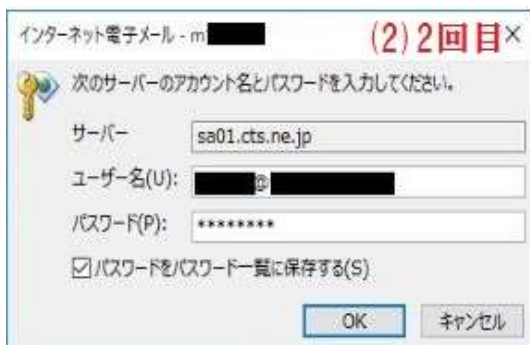 インターネット電子メール - m
(2)2回目
次のサーバーのアカウント名とパスワードを入力してください。
サーバー
sa01.cts.ne.jp
ユーザー名(U):
@
パスワード(P):
********
パスワードをパスワード一覧に保存する(S)
OK
キャンセル